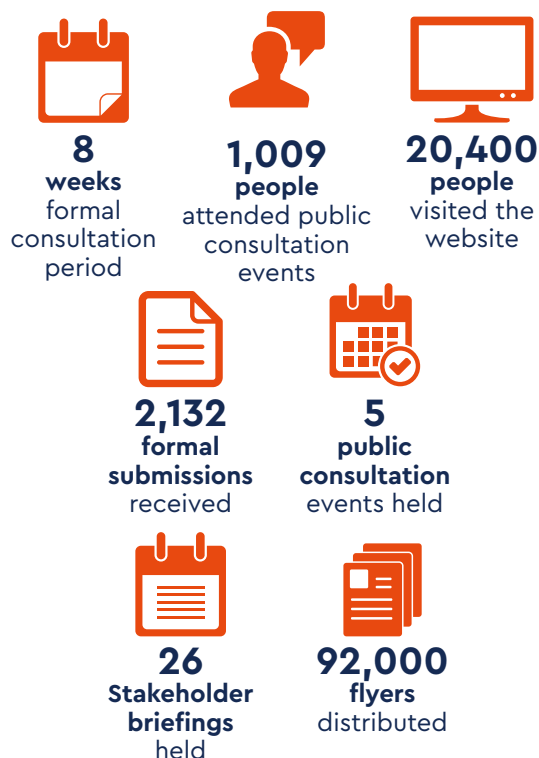 8
weeks
formal
consultation
period
1,009
people
attended public
consultation
events
20,400
people
visited the
website
2,132
formal
submissions
received
5
public
consultation
events held
26
Stakeholder
briefings
held
92,000
flyers
distributed